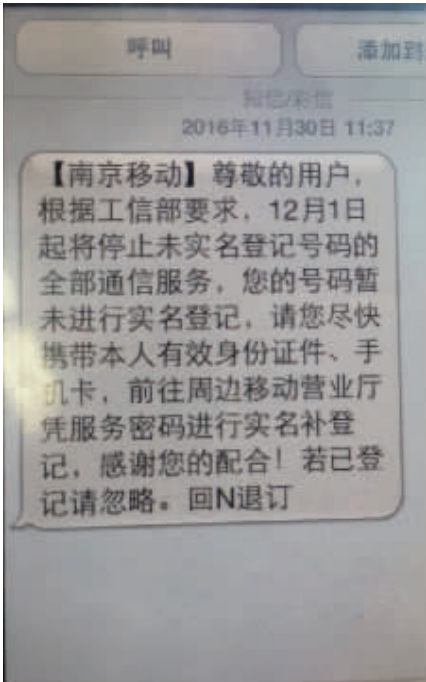 呼叫
添加到
短信/彩信
2016年11月30日 11:37
【南京移动】尊敬的用户，
根据工信部要求，12月1日
起将停止未实名登记号码的
全部通信服务，您的号码暂
未进行实名登记，请您尽快
携带本人有效身份证件、手
机卡，前往周边移动营业厅
凭服务密码进行实名补登
记，感谢您的配合！若已登
记请忽略。回N退订